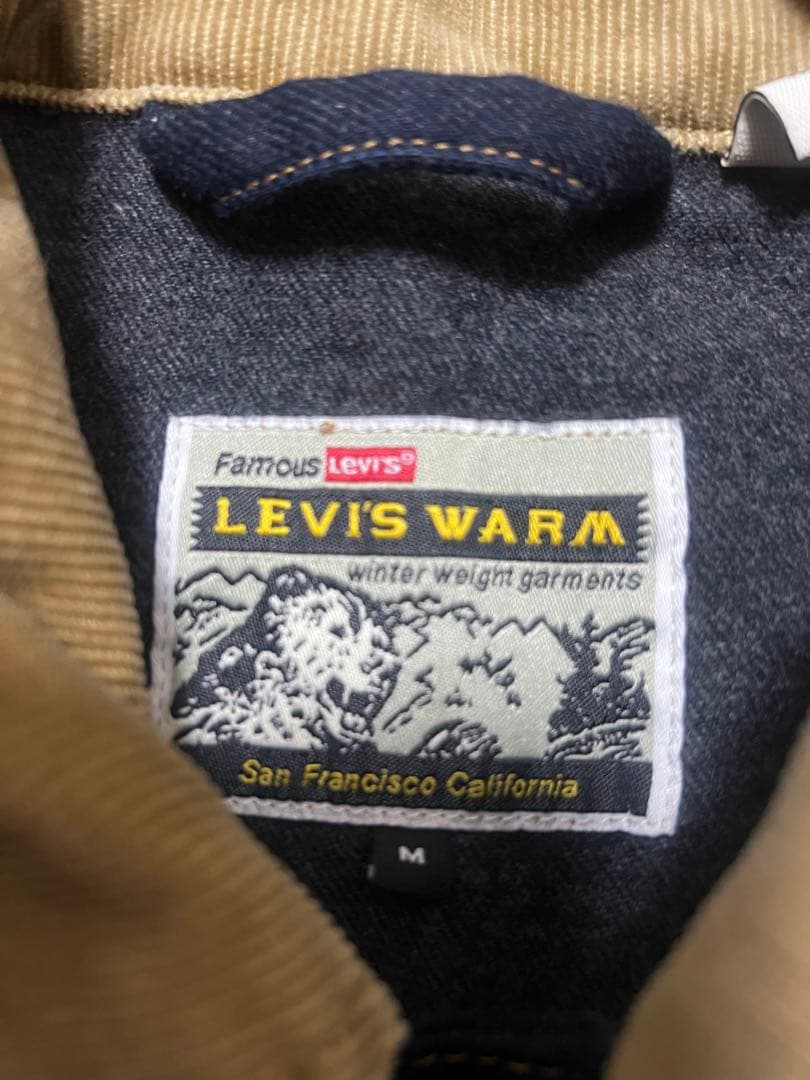 Famous Levi's®
LEVI'S WARM
winter weight garments
San Francisco California
M